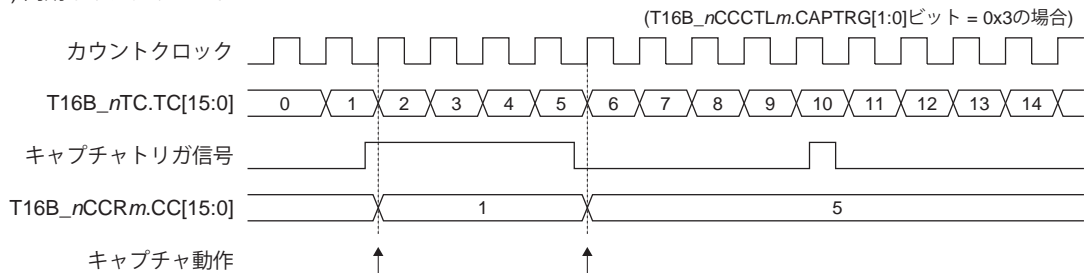 (T16B_nCCCTLm.CAPTRG[1:0]ビット = 0x3の場合)
カウントクロック
T16B_nTC.TC[15:0] 0 1 2 3 4 5 6 7 8 9 10 11 12 13 14
キャプチャトリガ信号
T16B_nCCRm.CC[15:0] 1 5
キャプチャ動作